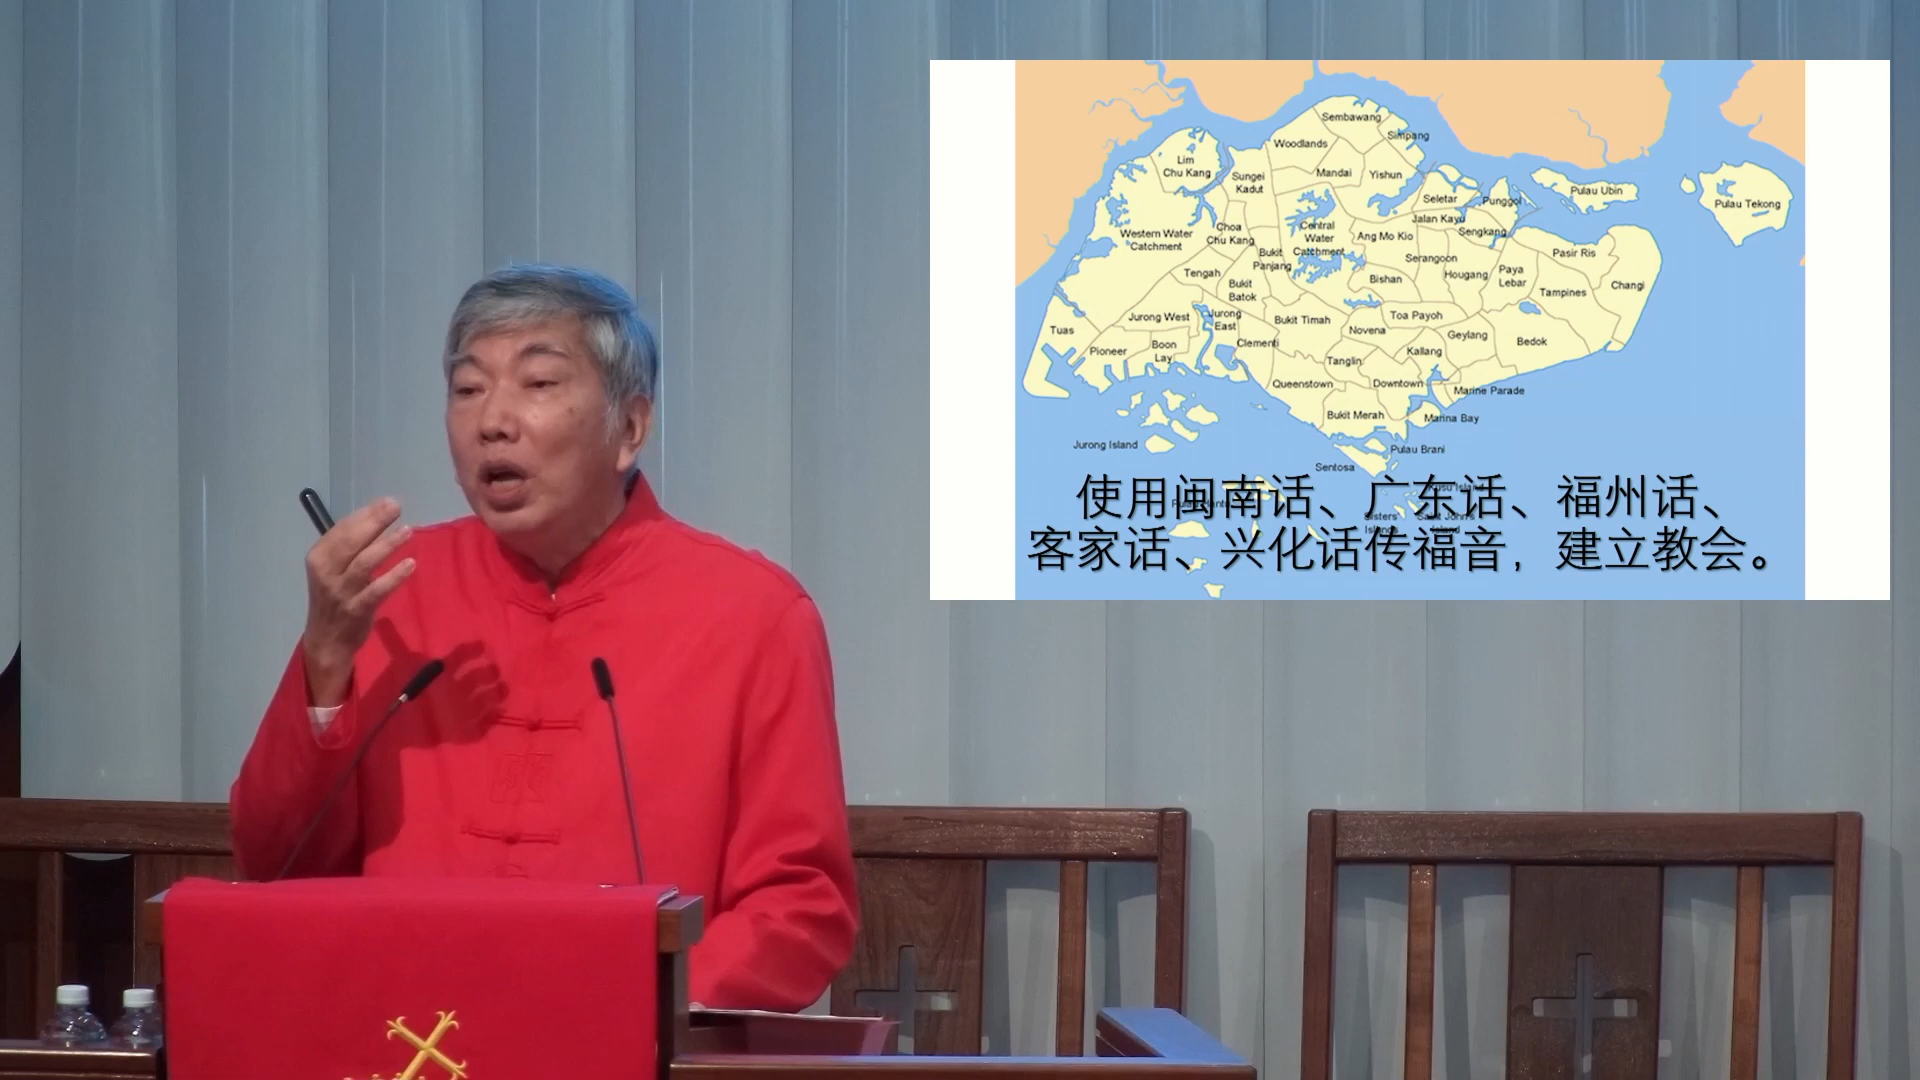 Sembawang
Simpang
Woodlands
Lim
Chu Kang
Sungei
Kadut
Mandai
Yishun
Seletar
Punggol
Pulau Ubin
Pulau Tekong
Jalan Kayu
Sengkang
Western Water
Catchment
Choa
Chu Kang
Central
Water
Catchment
Ang Mo Kio
Bukit
Panjang
Serangoon
Hougang
Paya
Lebar
Pasir Ris
Tengah
Bukit
Batok
Bishan
Tampines
Changi
Jurong West
Jurong
East
Bukit Timah
Toa Payoh
Tuas
Novena
Geylang
Bedok
Pioneer
Boon
Lay
Clementi
Tanglin
Kallang
Queenstown
Downtown
Marine Parade
Bukit Merah
Marina Bay
Jurong Island
Pulau Brani
Sentosa
使用闽南话、广东话、福州话、
客家话、兴化话传福音，建立教会。